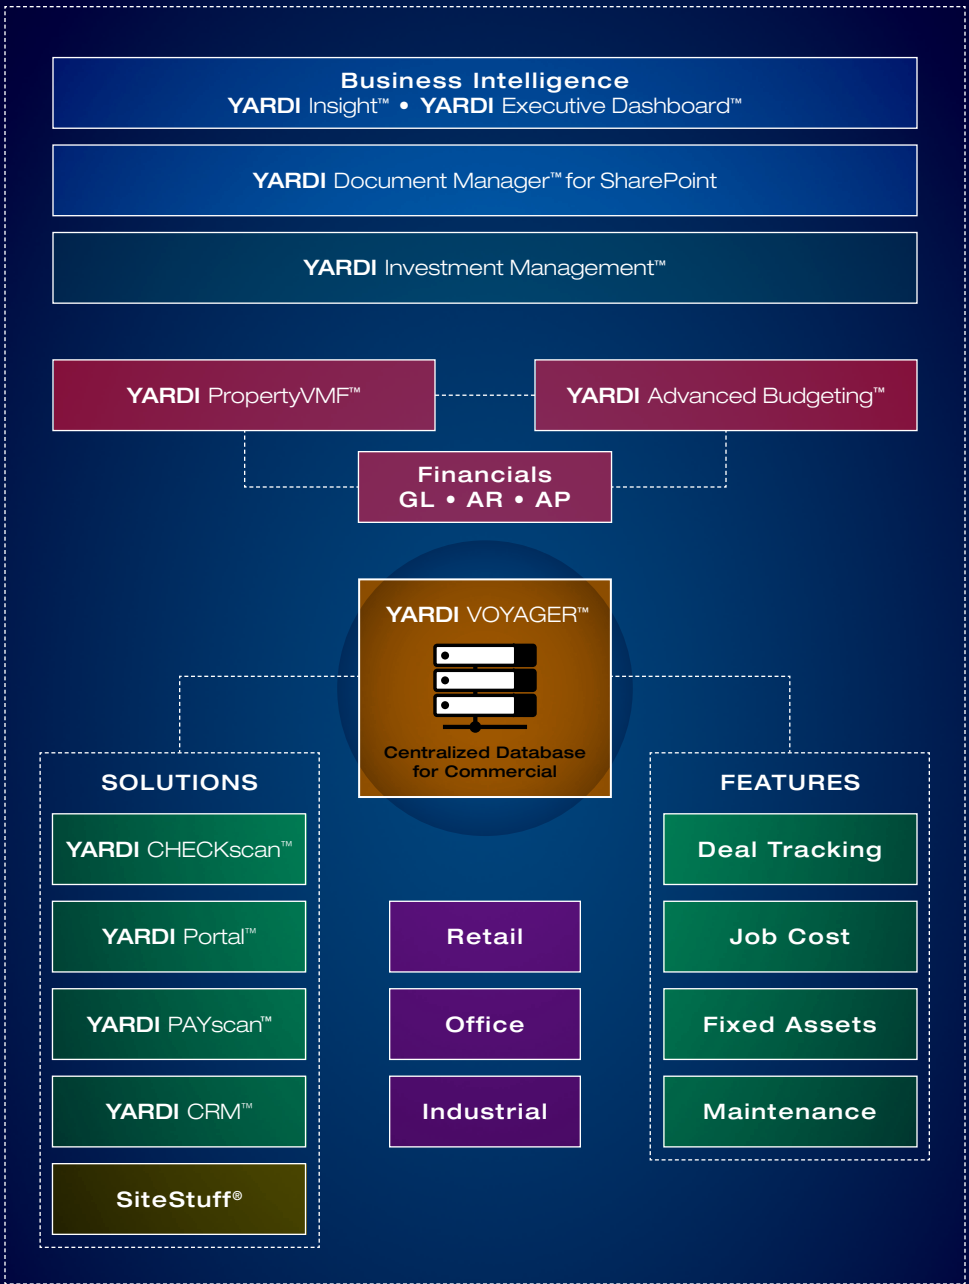 Business Intelligence
YARDI Insight™ • YARDI Executive Dashboard™
YARDI Document Manager™ for SharePoint
YARDI Investment Management™
YARDI PropertyVMF™
YARDI Advanced Budgeting™
Financials
GL • AR • AP
YARDI VOYAGER™
Centralized Database
for Commercial
SOLUTIONS
YARDI CHECKscan™
YARDI Portal™
YARDI PAYscan™
YARDI CRM™
SiteStuff®
Retail
Office
Industrial
FEATURES
Deal Tracking
Job Cost
Fixed Assets
Maintenance